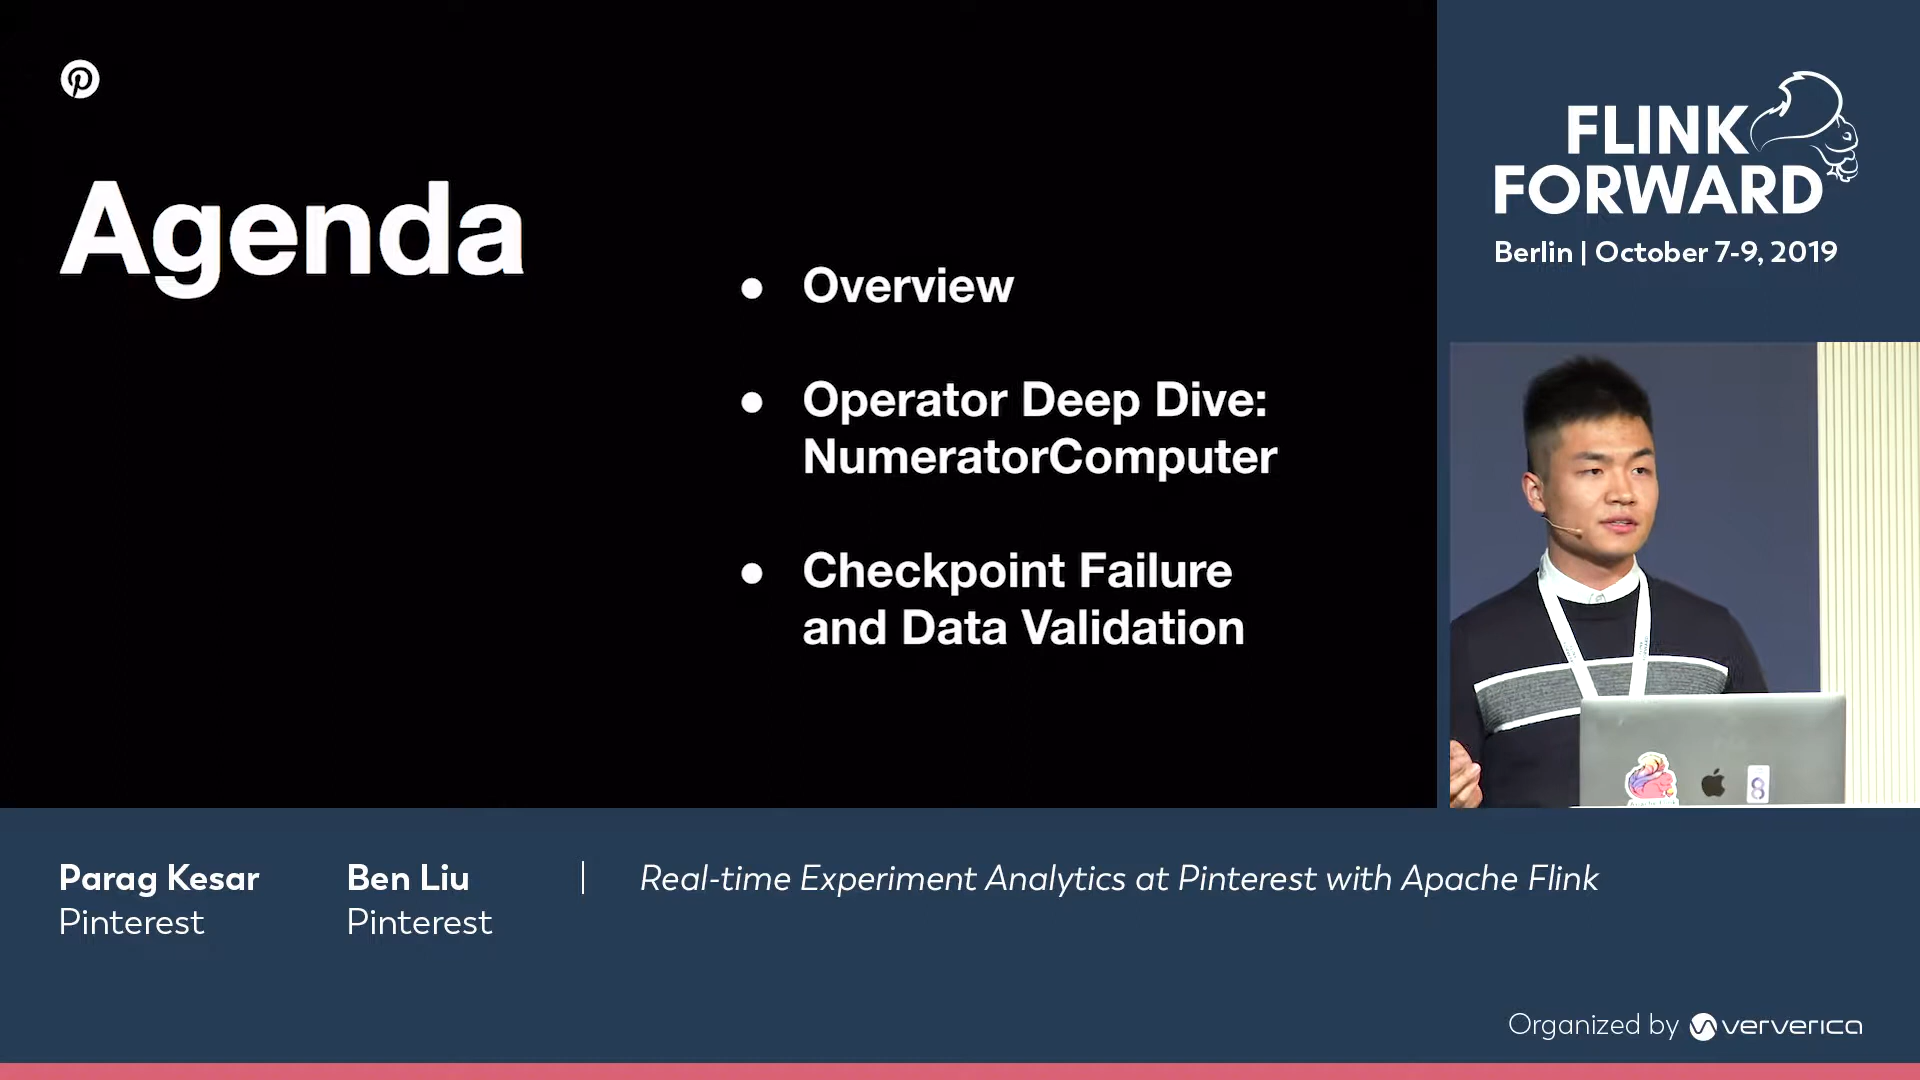 Agenda
● Overview
● Operator Deep Dive:
NumeratorComputer
● Checkpoint Failure
and Data Validation
FLINK
FORWARD
Berlin | October 7-9, 2019
Parag Kesar
Pinterest
Ben Liu
Pinterest
Real-time Experiment Analytics at Pinterest with Apache Flink
Organized by ververica